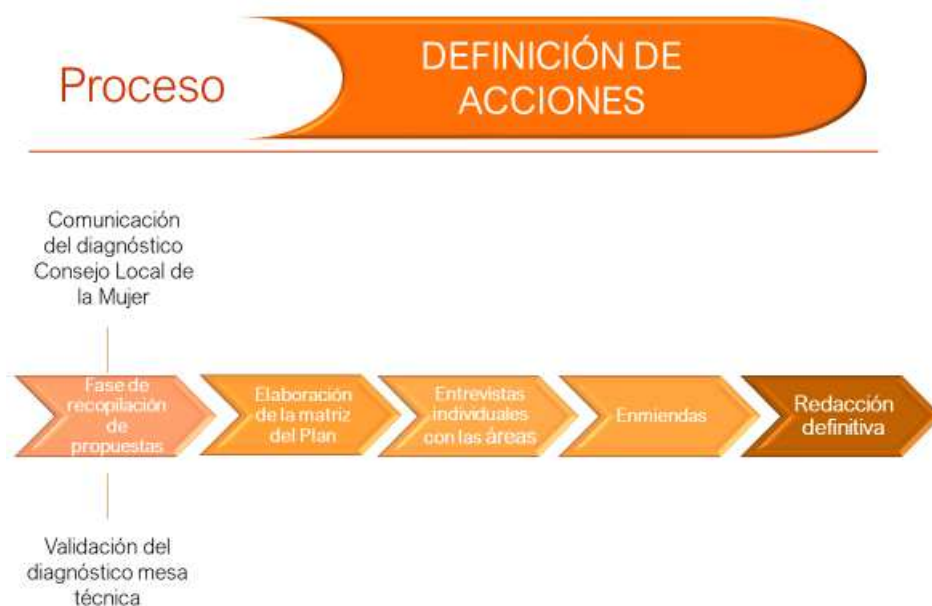 Proceso
DEFINICIÓN DE
ACCIONES
Comunicación
del diagnóstico
Consejo Local de
la Mujer
Fase de
recopilación
de
propuestas
Elaboración
de la matriz
del Plan
Entrevistas
individuales
con las áreas
Enmiendas
Redacción
definitiva
Validación del
diagnóstico mesa
técnica